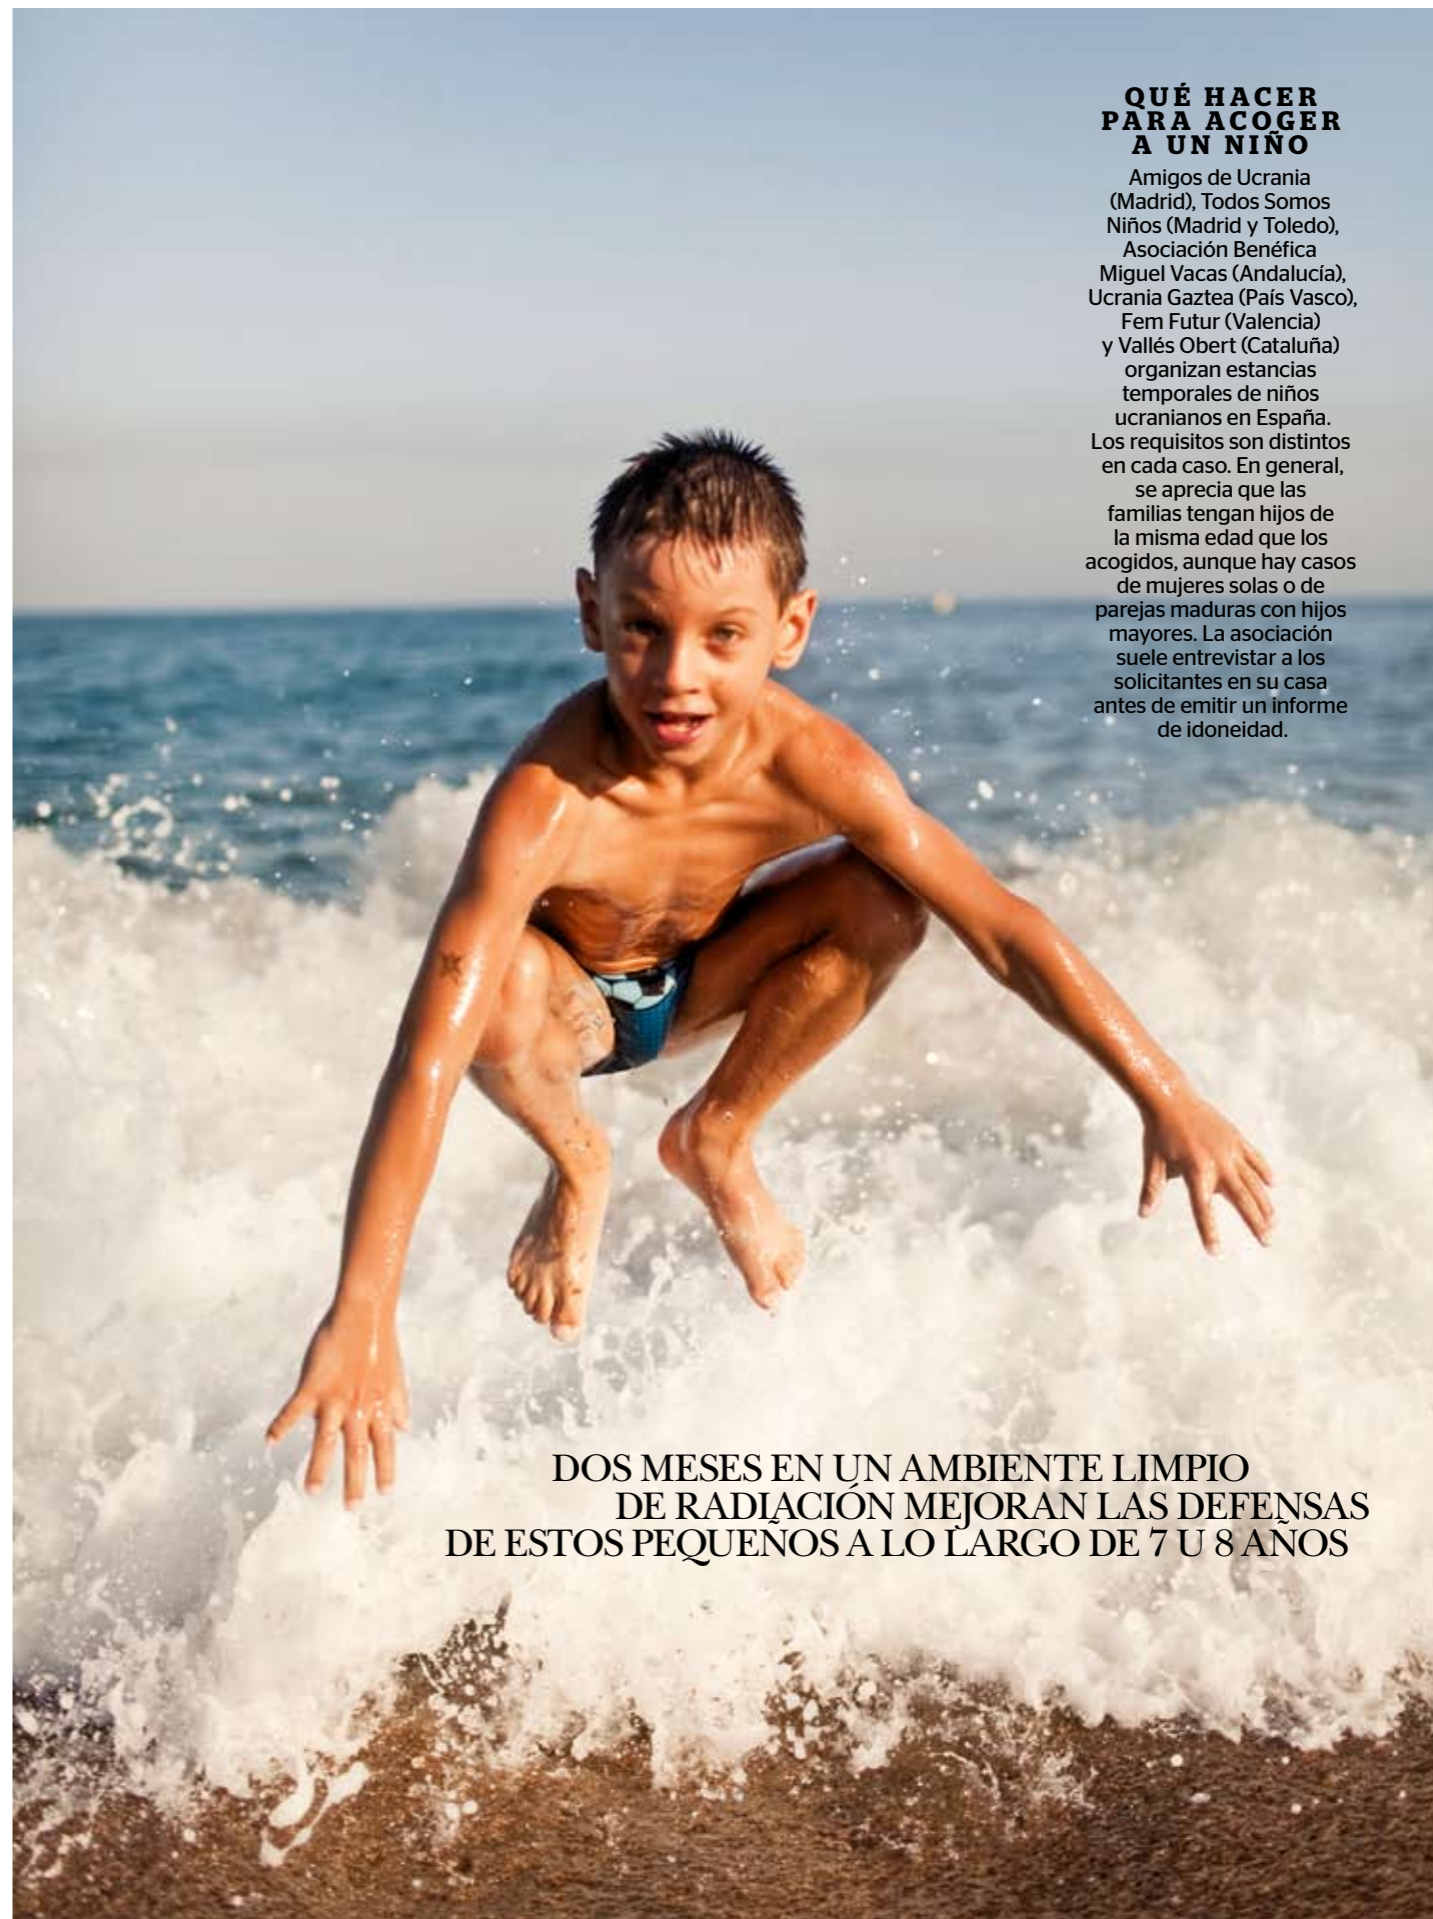 QUÉ HACER
PARA ACOGER
A UN NIÑO
Amigos de Ucrania
(Madrid), Todos Somos
Niños (Madrid y Toledo),
Asociación Benéfica
Miguel Vacas (Andalucía),
Ucrania Gaztea (País Vasco),
Fem Futur (Valencia)
y Vallés Obert (Cataluña)
organizan estancias
temporales de niños
ucranianos en España.
Los requisitos son distintos
en cada caso. En general,
se aprecia que las
familias tengan hijos de
la misma edad que los
acogidos, aunque hay casos
de mujeres solas o de
parejas maduras con hijos
mayores. La asociación
suele entrevistar a los
solicitantes en su casa
antes de emitir un informe
de idoneidad.
DOS MESES EN UN AMBIENTE LIMPIO
DE RADIACIÓN MEJORAN LAS DEFENSAS
DE ESTOS PEQUEÑOS A LO LARGO DE 7 U 8 AÑOS